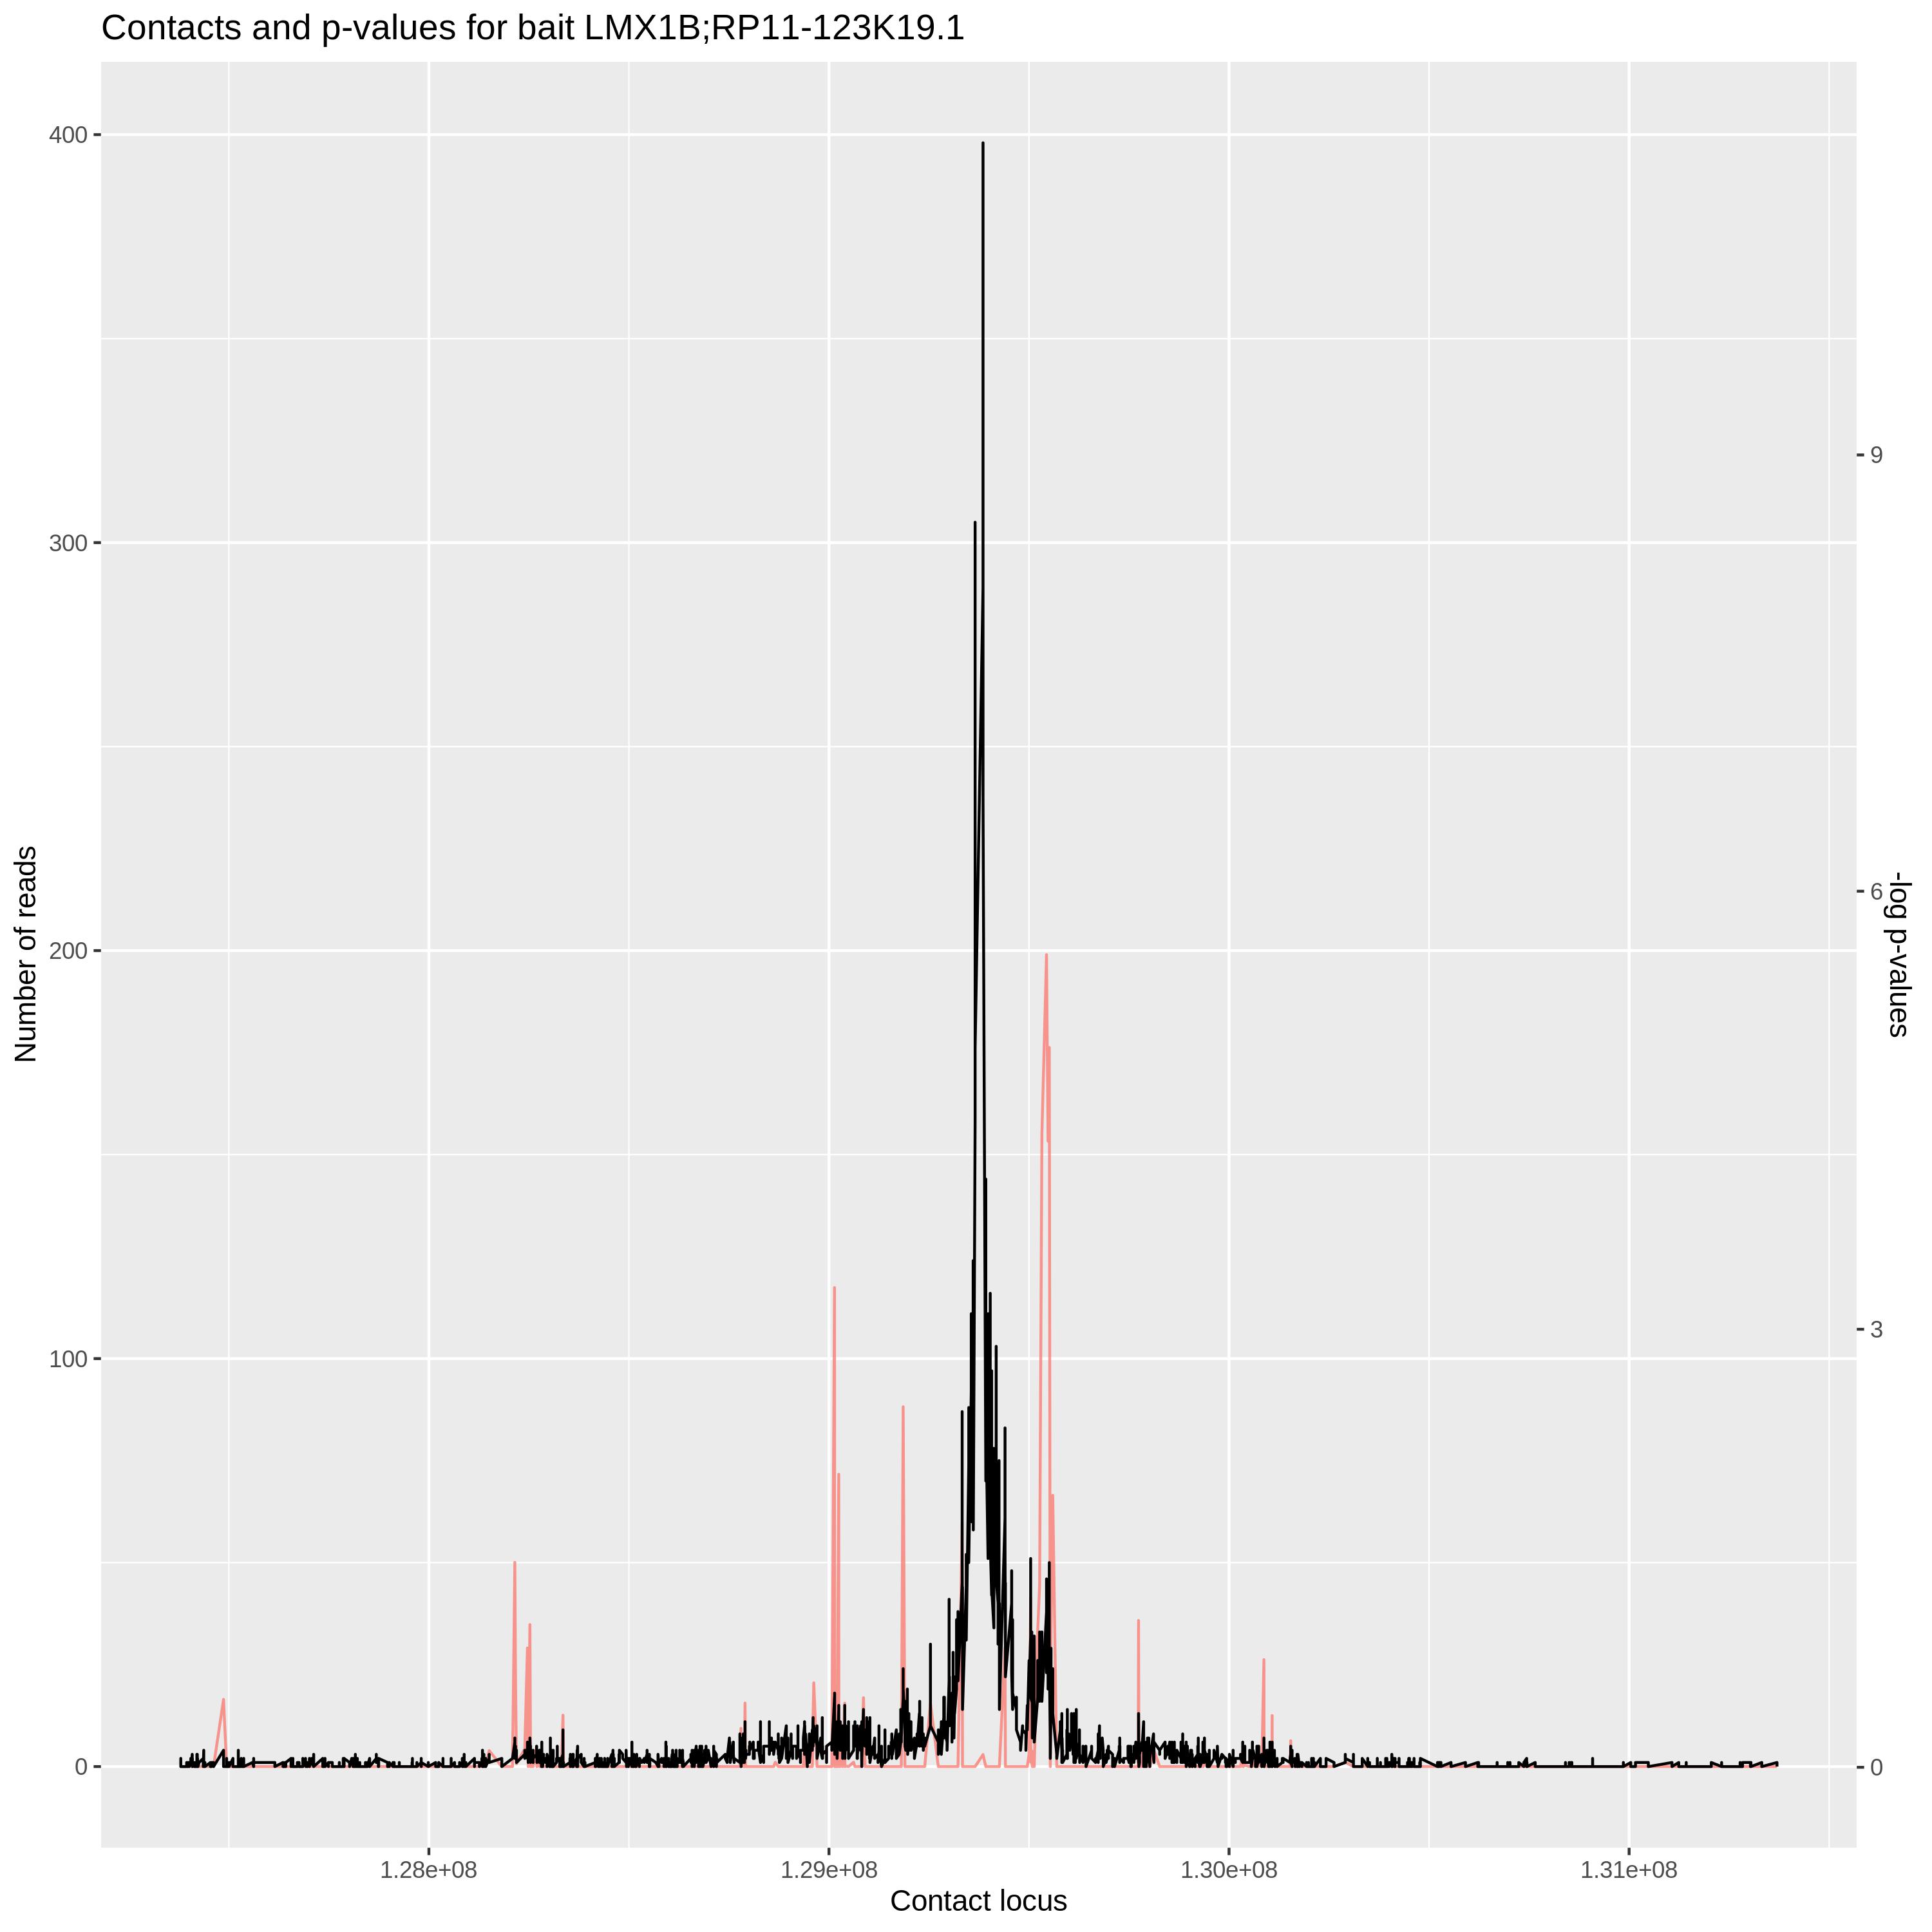 Contacts and p-values for bait LMX1B;RP11-123K19.1
400
300
200
100
0
Number of reads
9
6
3
0
-log p-values
1.28e+08
1.29e+08
1.30e+08
1.31e+08
Contact locus